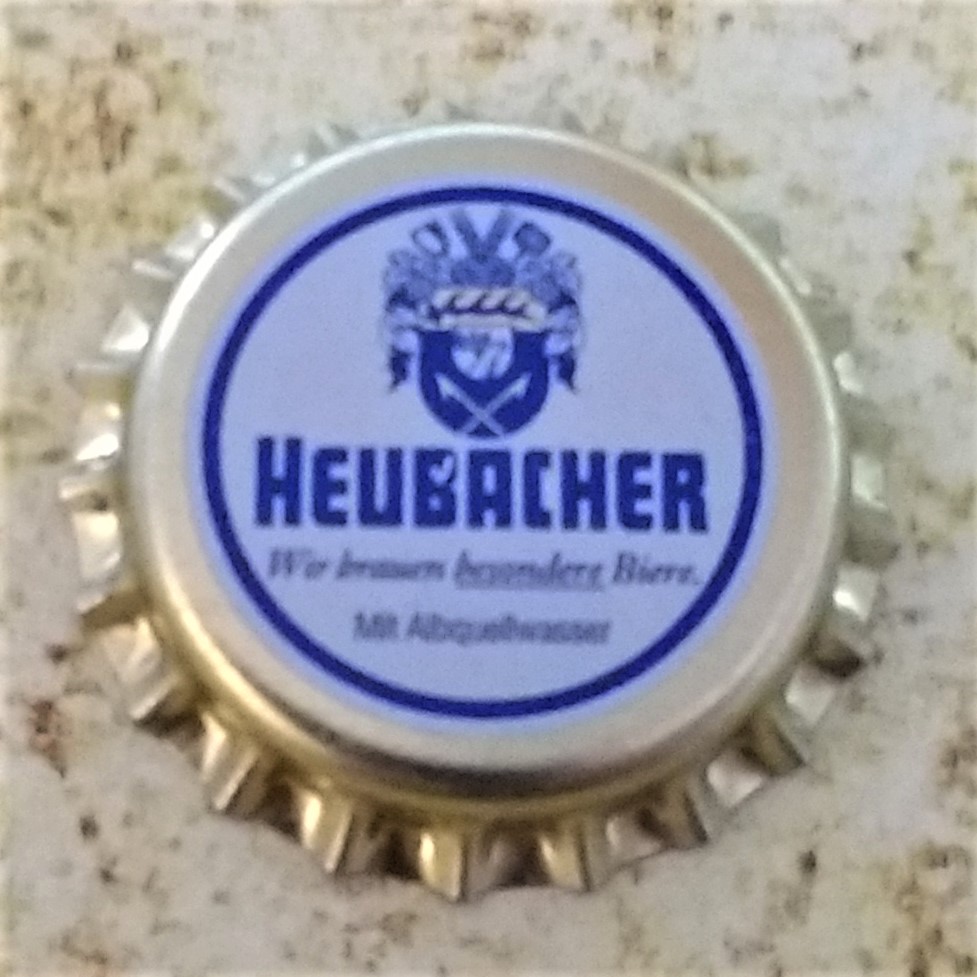 HEUBACHER
Wir brauen besondere Biere.
Mit Albquellwasser